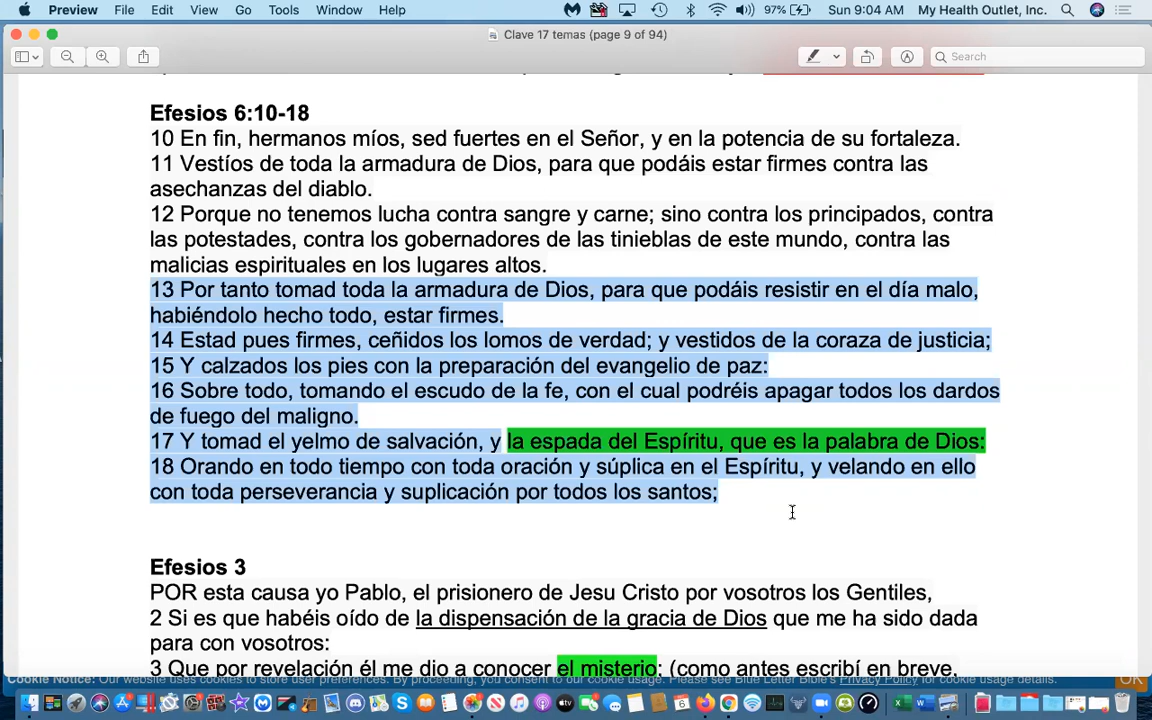 Preview File Edit View Go Tools Window Help 97% Sun 9:04 AM My Health Outlet, Inc.
Clave 17 temas (page 9 of 94)
Search
Efesios 6:10-18
10 En fin, hermanos míos, sed fuertes en el Señor, y en la potencia de su fortaleza.
11 Vestíos de toda la armadura de Dios, para que podáis estar firmes contra las
asechanzas del diablo.
12 Porque no tenemos lucha contra sangre y carne; sino contra los principados, contra
las potestades, contra los gobernadores de las tinieblas de este mundo, contra las
malicias espirituales en los lugares altos.
13 Por tanto tomad toda la armadura de Dios, para que podáis resistir en el día malo,
habiéndolo hecho todo, estar firmes.
14 Estad pues firmes, ceñidos los lomos de verdad; y vestidos de la coraza de justicia;
15 Y calzados los pies con la preparación del evangelio de paz:
16 Sobre todo, tomando el escudo de la fe, con el cual podréis apagar todos los dardos
de fuego del maligno.
17 Y tomad el yelmo de salvación, y la espada del Espíritu, que es la palabra de Dios:
18 Orando en todo tiempo con toda oración y súplica en el Espíritu, y velando en ello
con toda perseverancia y suplicación por todos los santos;
Efesios 3
POR esta causa yo Pablo, el prisionero de Jesu Cristo por vosotros los Gentiles,
2 Si es que habéis oído de la dispensación de la gracia de Dios que me ha sido dada
para con vosotros:
3 Que por revelación él me dio a conocer el misterio; (como antes escribí en breve,
Cookie Notice: Our website uses cookies to store user preferences. By proceeding, you consent to our cookie usage. Please see Blue Letter Bible's Privacy Policy for cookie usage details. OK